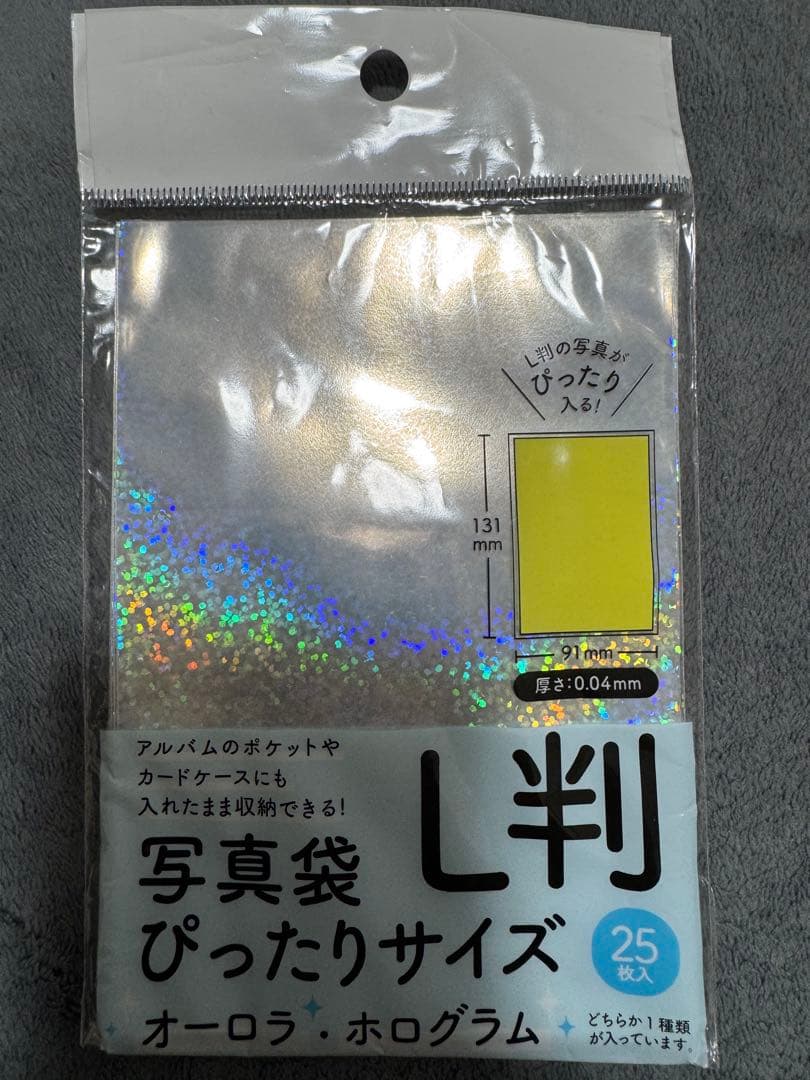 L判の写真が
ぴったり
入る!
131
mm
91mm
厚さ:0.04mm
アルバムのポケットや
カードケースにも
入れたまま収納できる!
L判
写真袋
ぴったりサイズ
25
枚入
オーロラ・ホログラム
どちらか1種類
が入っています。